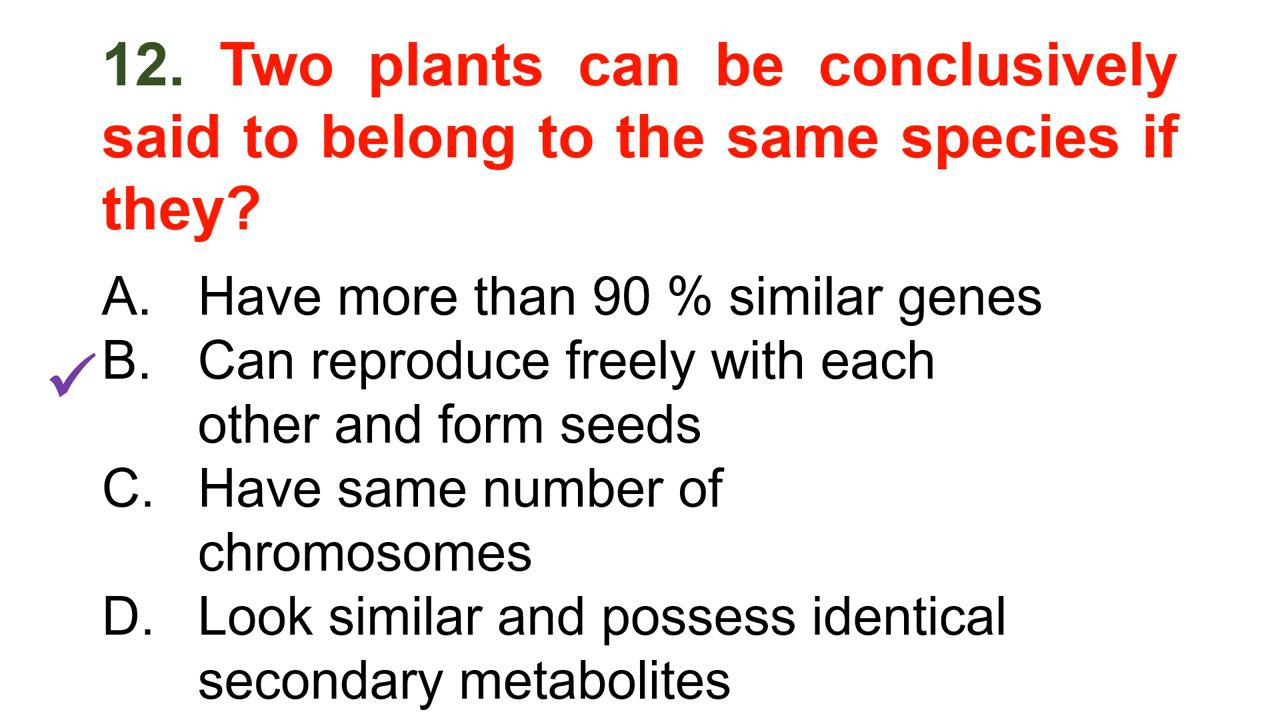 12. Two plants can be conclusively
said to belong to the same species if
they?
A. Have more than 90 % similar genes
B. Can reproduce freely with each
other and form seeds
C. Have same number of
chromosomes
D. Look similar and possess identical
secondary metabolites